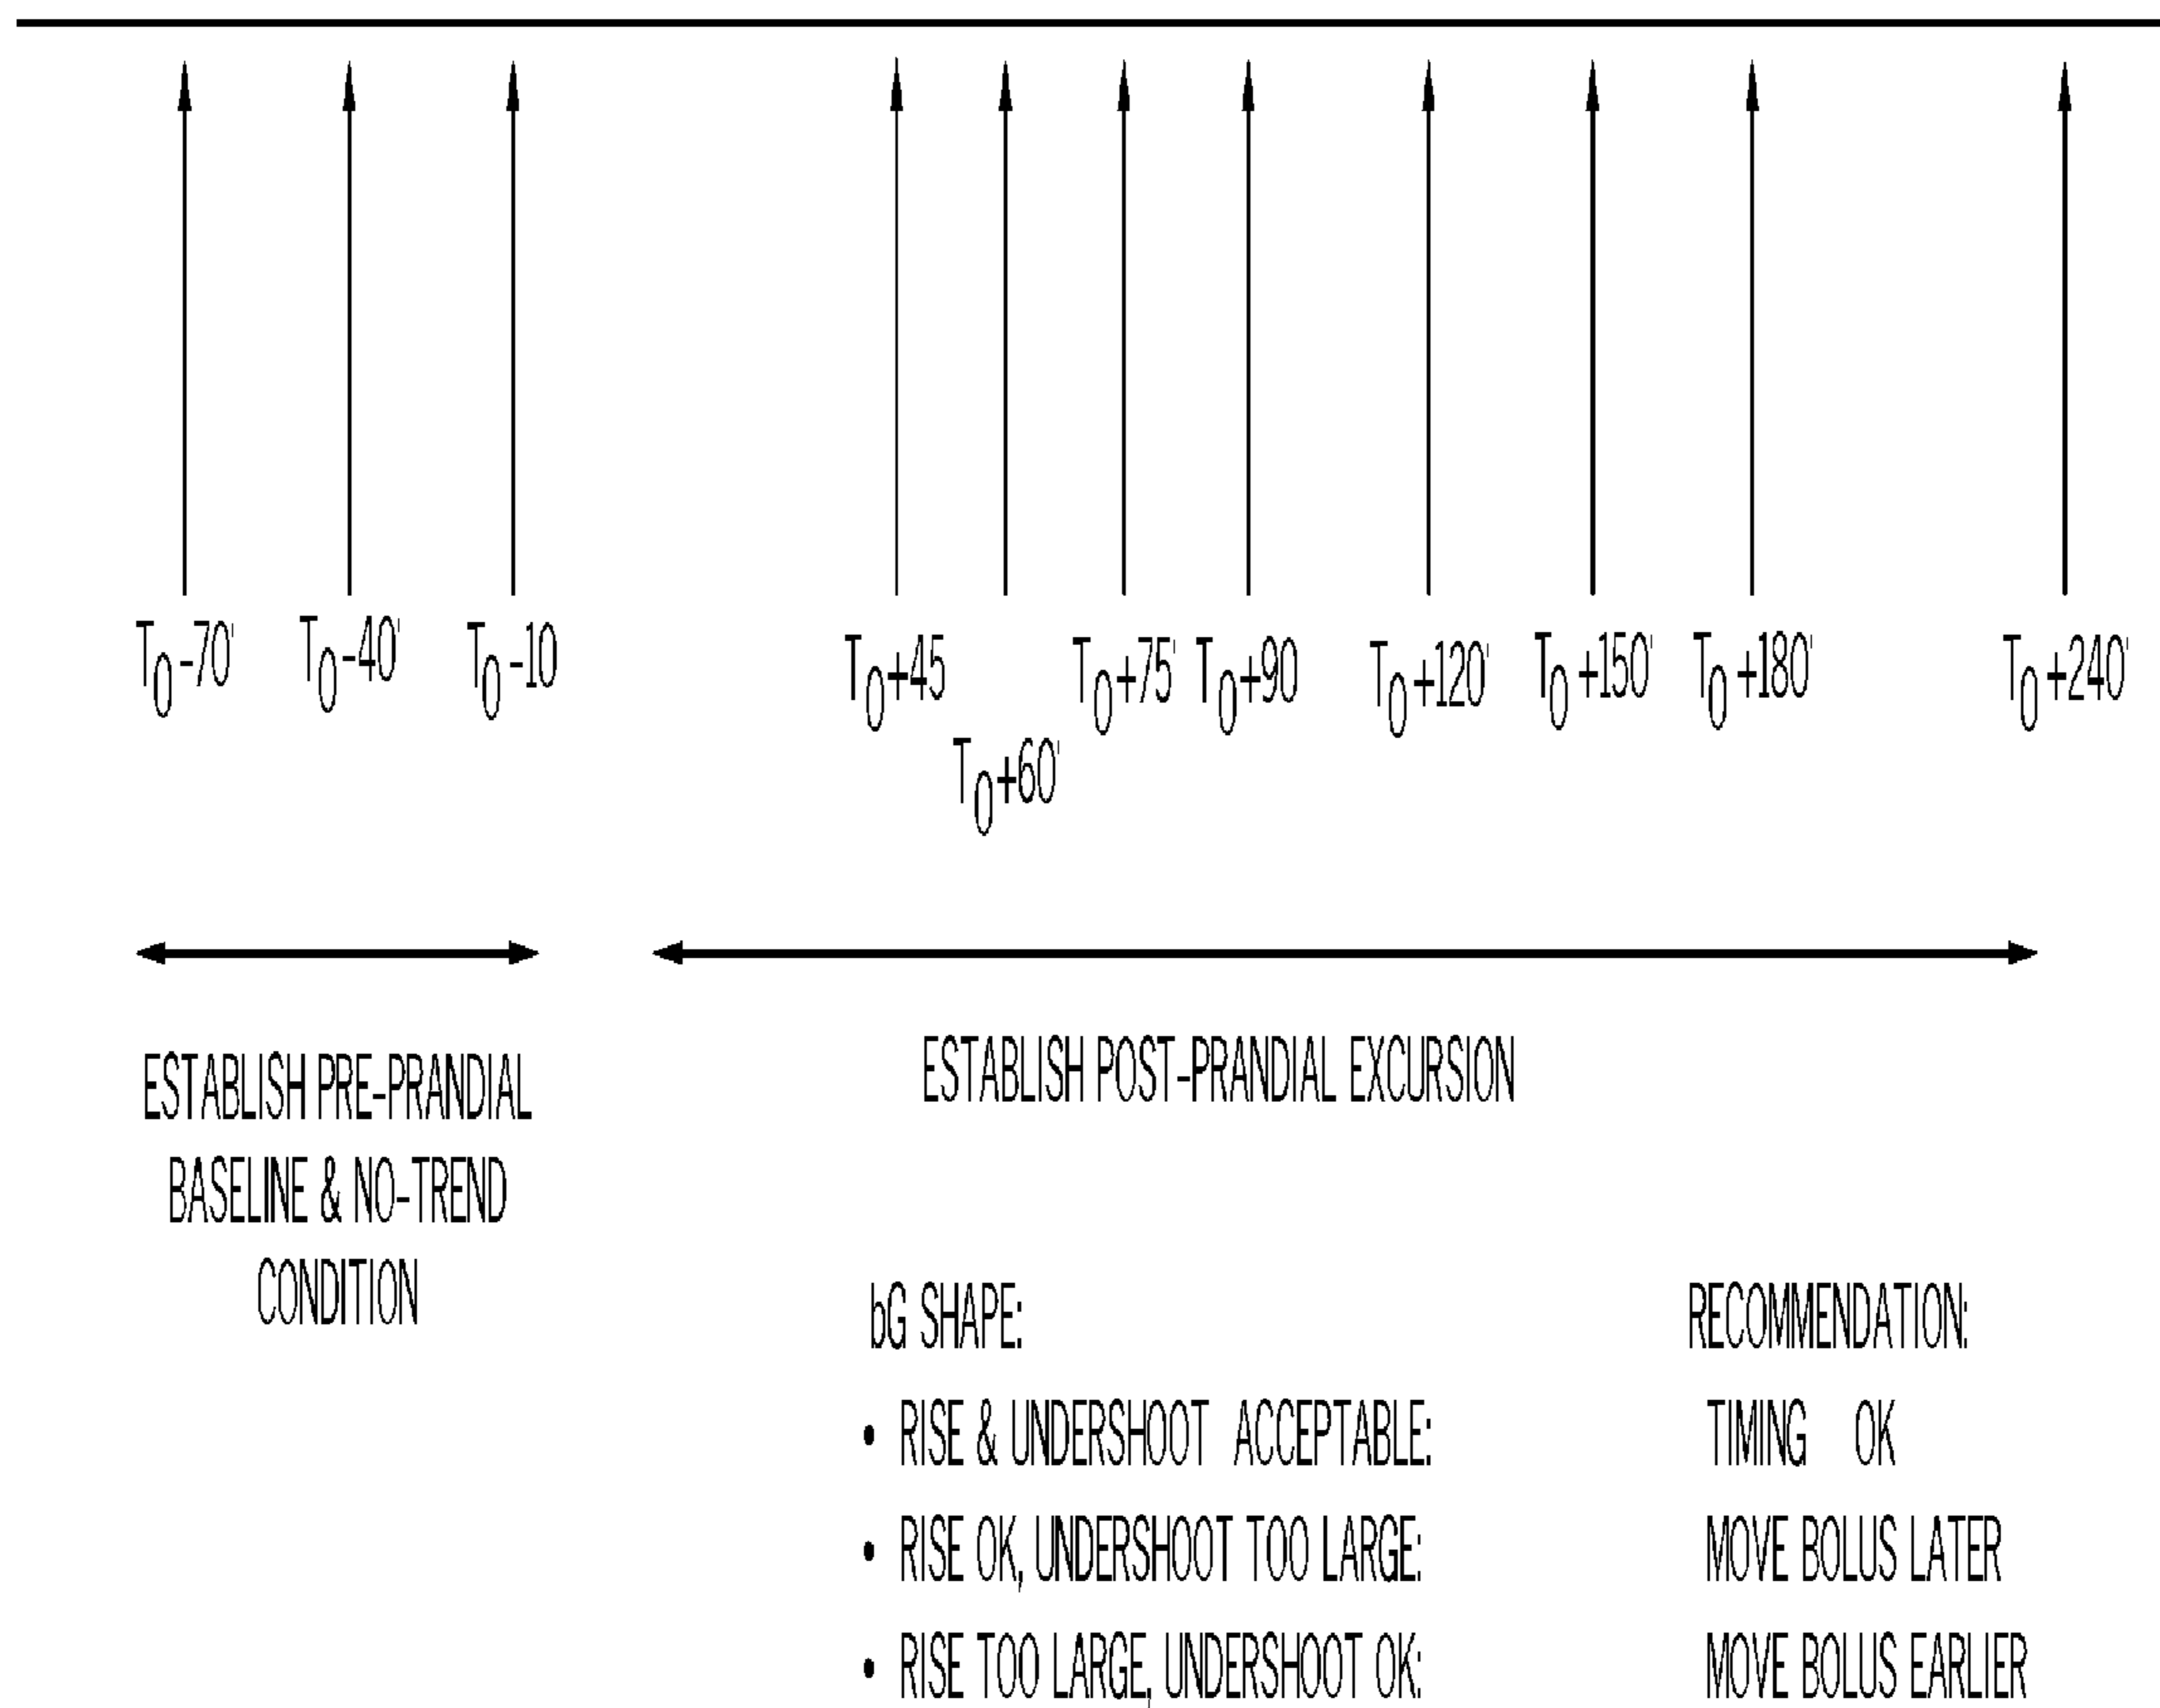 T0-70' T0-40' T0-10 T0+45 T0+75' T0+90 T0+120' T0+150' T0+180' T0+240'
T0+60'
ESTABLISH PRE-PRANDIAL
BASELINE & NO-TREND
CONDITION
ESTABLISH POST-PRANDIAL EXCURSION
bG SHAPE: RECOMMENDATION:
• RISE & UNDERSHOOT ACCEPTABLE: TIMING OK
• RISE OK, UNDERSHOOT TOO LARGE: MOVE BOLUS LATER
• RISE TOO LARGE, UNDERSHOOT OK: MOVE BOLUS EARLIER